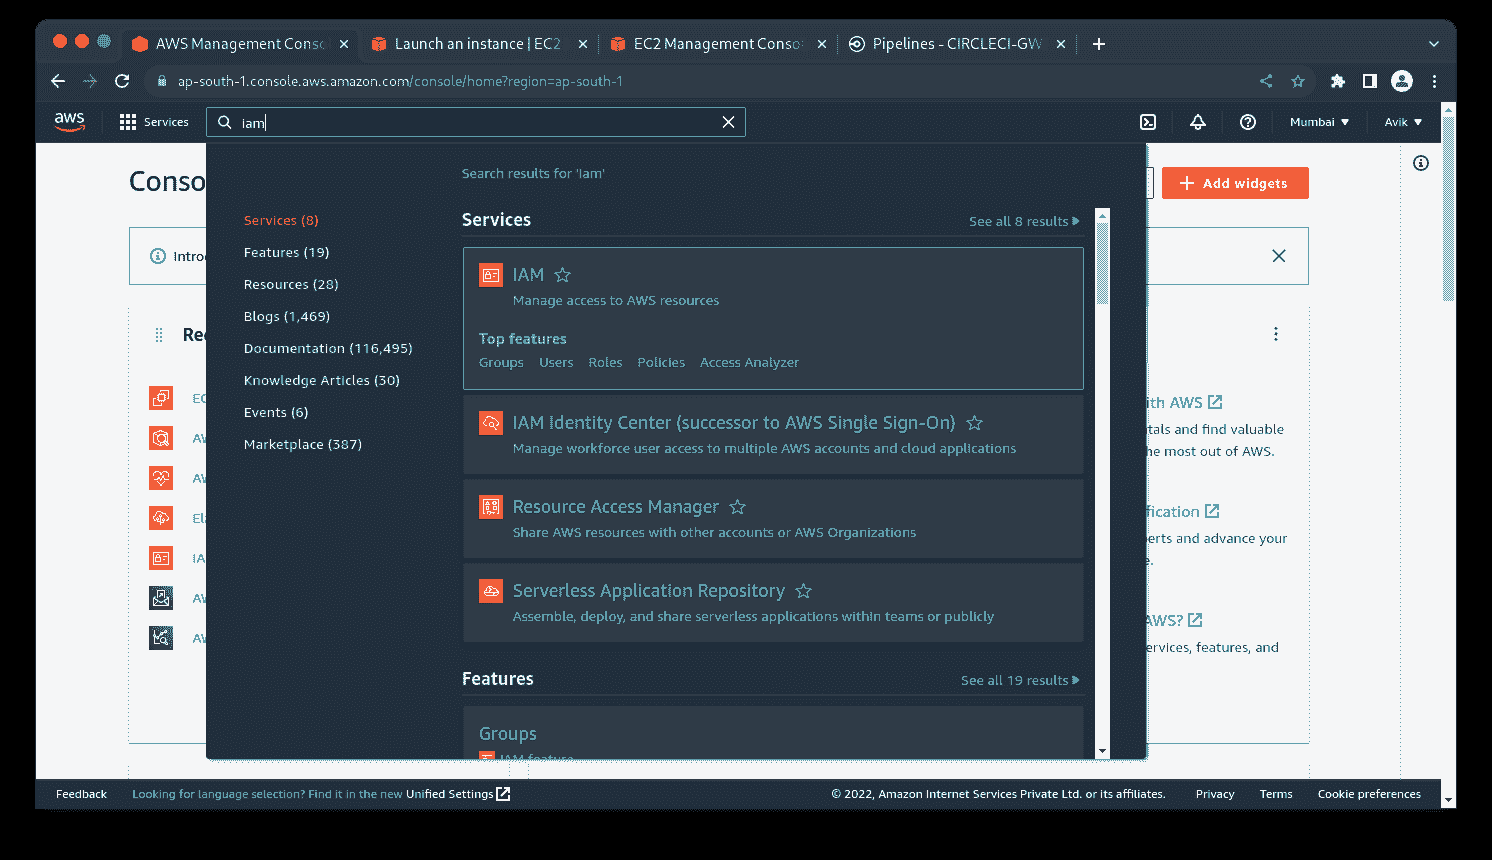 AWS Management Conso
Launch an instance | EC2
EC2 Management Conso
Pipelines - CIRCLECI-GW
ap-south-1.console.aws.amazon.com/console/home?region=ap-south-1
aws
Services
iam
Mumbai
Avik
Search results for 'iam'
Conso
Add widgets
Services (8)
Features (19)
Resources (28)
Blogs (1,469)
Documentation (116,495)
Knowledge Articles (30)
Events (6)
Marketplace (387)
Services
See all 8 results
IAM
Manage access to AWS resources
Top features
Groups Users Roles Policies Access Analyzer
IAM Identity Center (successor to AWS Single Sign-On)
Manage workforce user access to multiple AWS accounts and cloud applications
Resource Access Manager
Share AWS resources with other accounts or AWS Organizations
Serverless Application Repository
Assemble, deploy, and share serverless applications within teams or publicly
Features
See all 19 results
Groups
IAM feature
Introd
Rec
EC
AW
AW
Ela
IA
AW
AW
ith AWS
tals and find valuable
he most out of AWS.
fication
erts and advance your
e.
AWS?
ervices, features, and
Feedback
Looking for language selection? Find it in the new Unified Settings
© 2022, Amazon Internet Services Private Ltd. or its affiliates.
Privacy
Terms
Cookie preferences